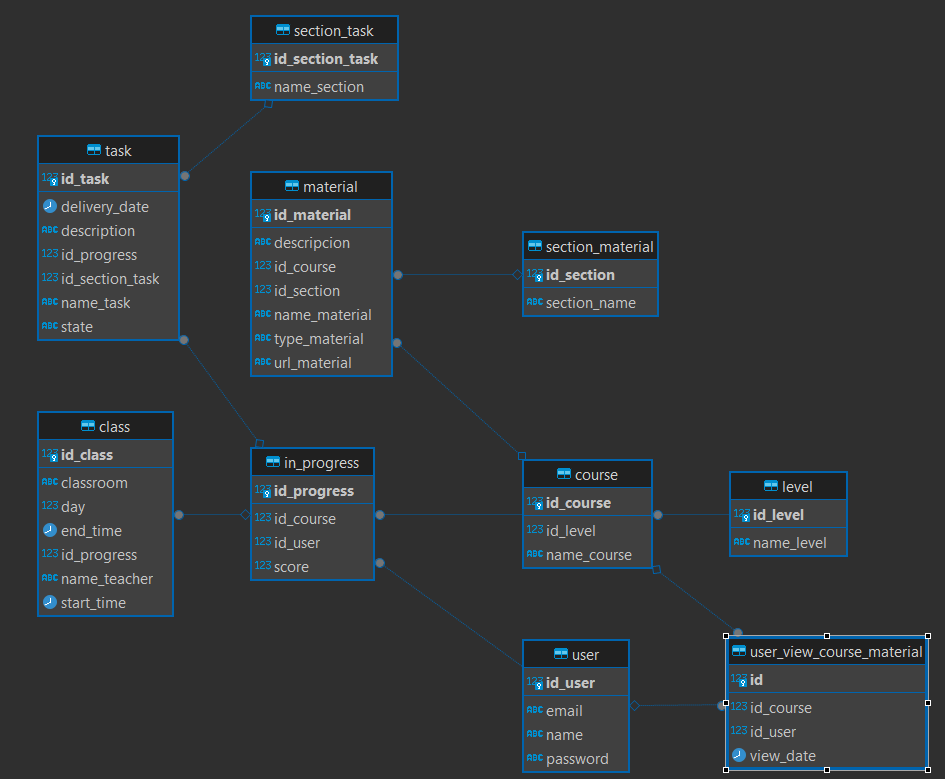 section_task
123 id_section_task
ABC name_section
task
123 id_task
delivery_date
ABC description
123 id_progress
123 id_section_task
ABC name_task
ABC state
material
123 id_material
ABC descripcion
123 id_course
123 id_section
ABC name_material
ABC type_material
ABC url_material
section_material
123 id_section
ABC section_name
class
123 id_class
ABC classroom
123 day
end_time
123 id_progress
ABC name_teacher
start_time
in_progress
123 id_progress
123 id_course
123 id_user
123 score
course
123 id_course
123 id_level
ABC name_course
level
123 id_level
ABC name_level
user
123 id_user
ABC email
ABC name
ABC password
user_view_course_material
123 id
123 id_course
123 id_user
view_date